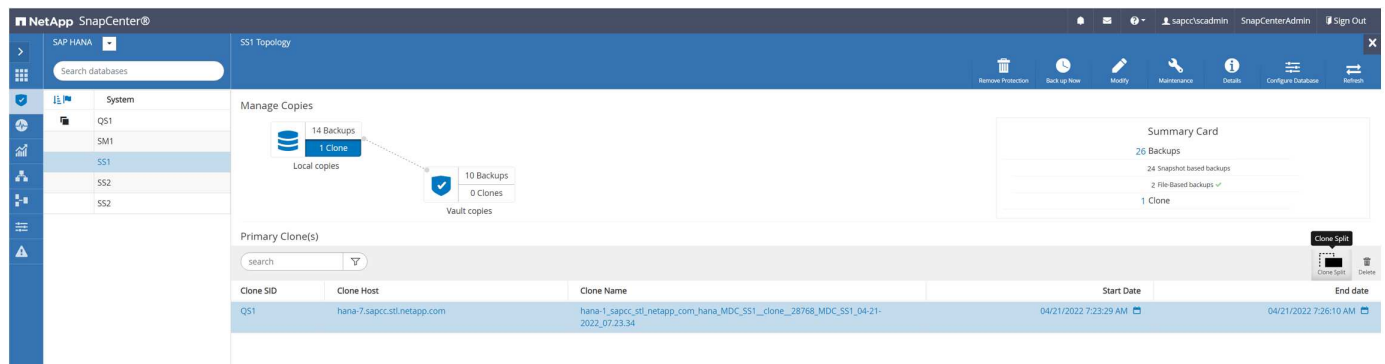 NetApp SnapCenter®
sapcc\scadmin SnapCenterAdmin Sign Out
SAP HANA
SS1 Topology
Search databases
Remove Protection Back up Now Modify Maintenance Details Configure Database Refresh
System
QS1
SM1
SS1
SS2
SS2
Manage Copies
14 Backups
1 Clone
Local copies
10 Backups
0 Clones
Vault copies
Summary Card
26 Backups
24 Snapshot based backups
2 File-Based backups
1 Clone
Primary Clone(s)
Clone Split
search
Clone Split Delete
Clone SID Clone Host Clone Name Start Date End date
QS1 hana-7.sapcc.stl.netapp.com hana-1_sapcc_stl_netapp_com_hana_MDC_SS1__clone__28768_MDC_SS1_04-21- 04/21/2022 7:23:29 AM 04/21/2022 7:26:10 AM
2022_07.23.34